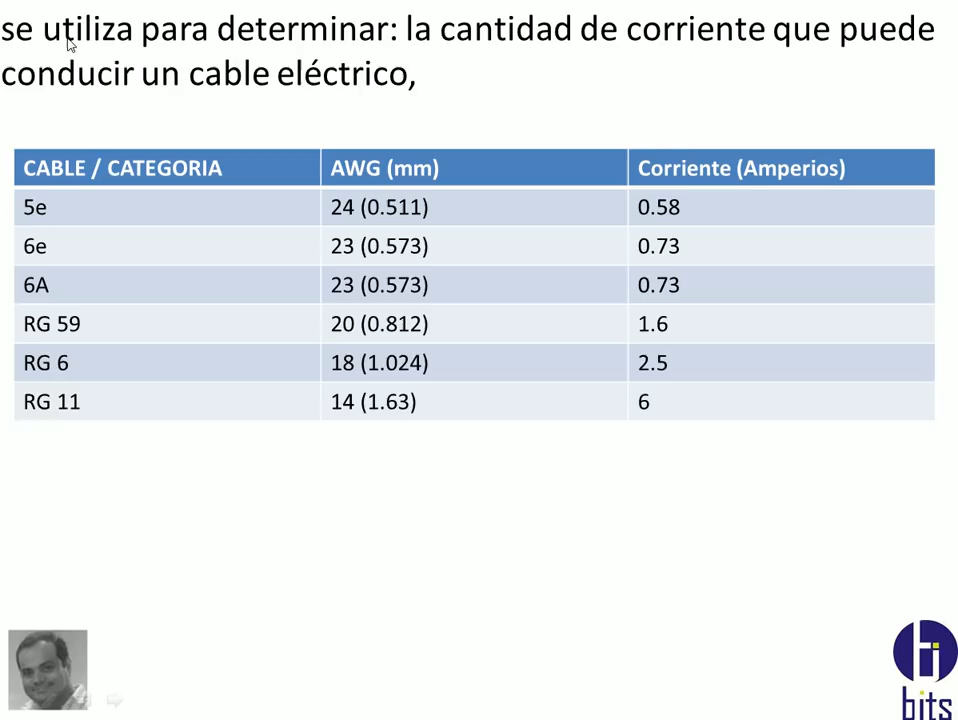 se utiliza para determinar: la cantidad de corriente que puede
conducir un cable eléctrico,
CABLE / CATEGORIA AWG (mm) Corriente (Amperios)
5e 24 (0.511) 0.58
6e 23 (0.573) 0.73
6A 23 (0.573) 0.73
RG 59 20 (0.812) 1.6
RG 6 18 (1.024) 2.5
RG 11 14 (1.63) 6
bits